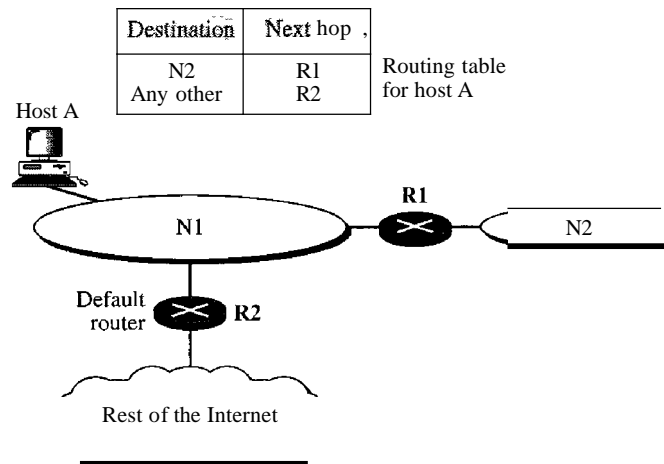 Destination Next hop ,
N2 R1
Any other R2
Routing table
for host A
Host A
N1
R1
N2
Default
router
R2
Rest of the Internet